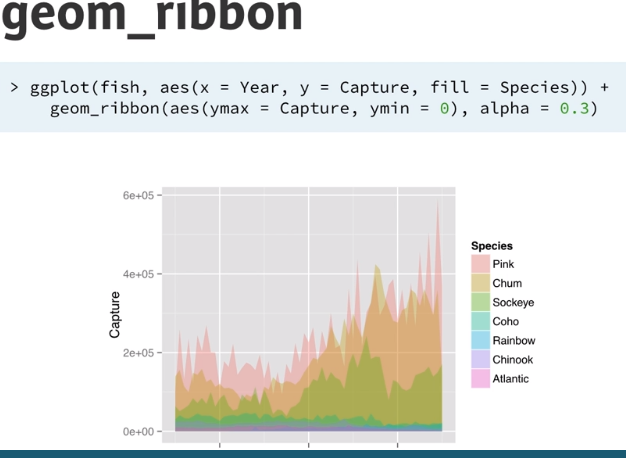 geom_ribbon
> ggplot(fish, aes(x = Year, y = Capture, fill = Species)) +
geom_ribbon(aes(ymax = Capture, ymin = 0), alpha = 0.3)
6e+05
4e+05
2e+05
0e+00
Capture
Species
Pink
Chum
Sockeye
Coho
Rainbow
Chinook
Atlantic